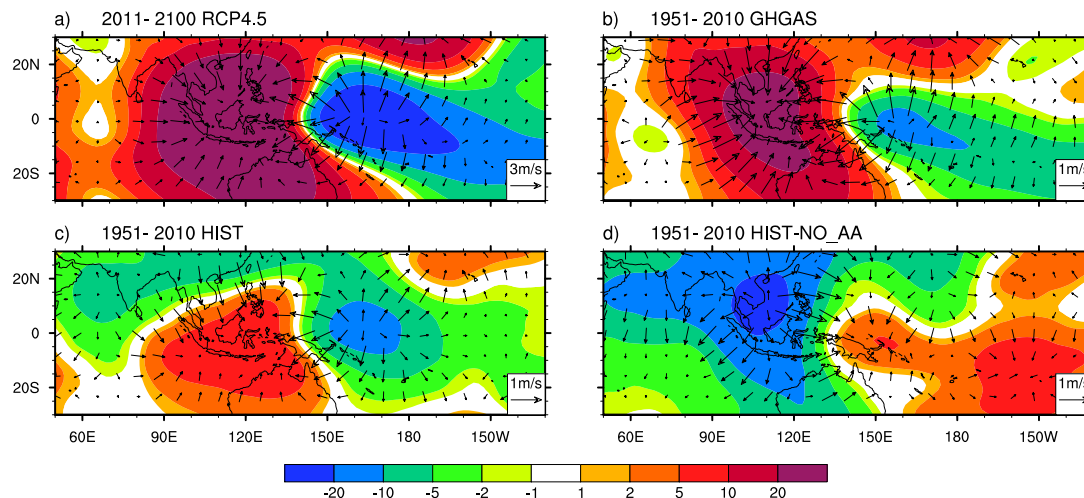 a) 2011- 2100 RCP4.5
b) 1951- 2010 GHGAS
20N
0
20S
3m/s
1m/s
c) 1951- 2010 HIST
d) 1951- 2010 HIST-NO_AA
20N
0
20S
1m/s
1m/s
60E 90E 120E 150E 180 150W
60E 90E 120E 150E 180 150W
-20 -10 -5 -2 -1 1 2 5 10 20